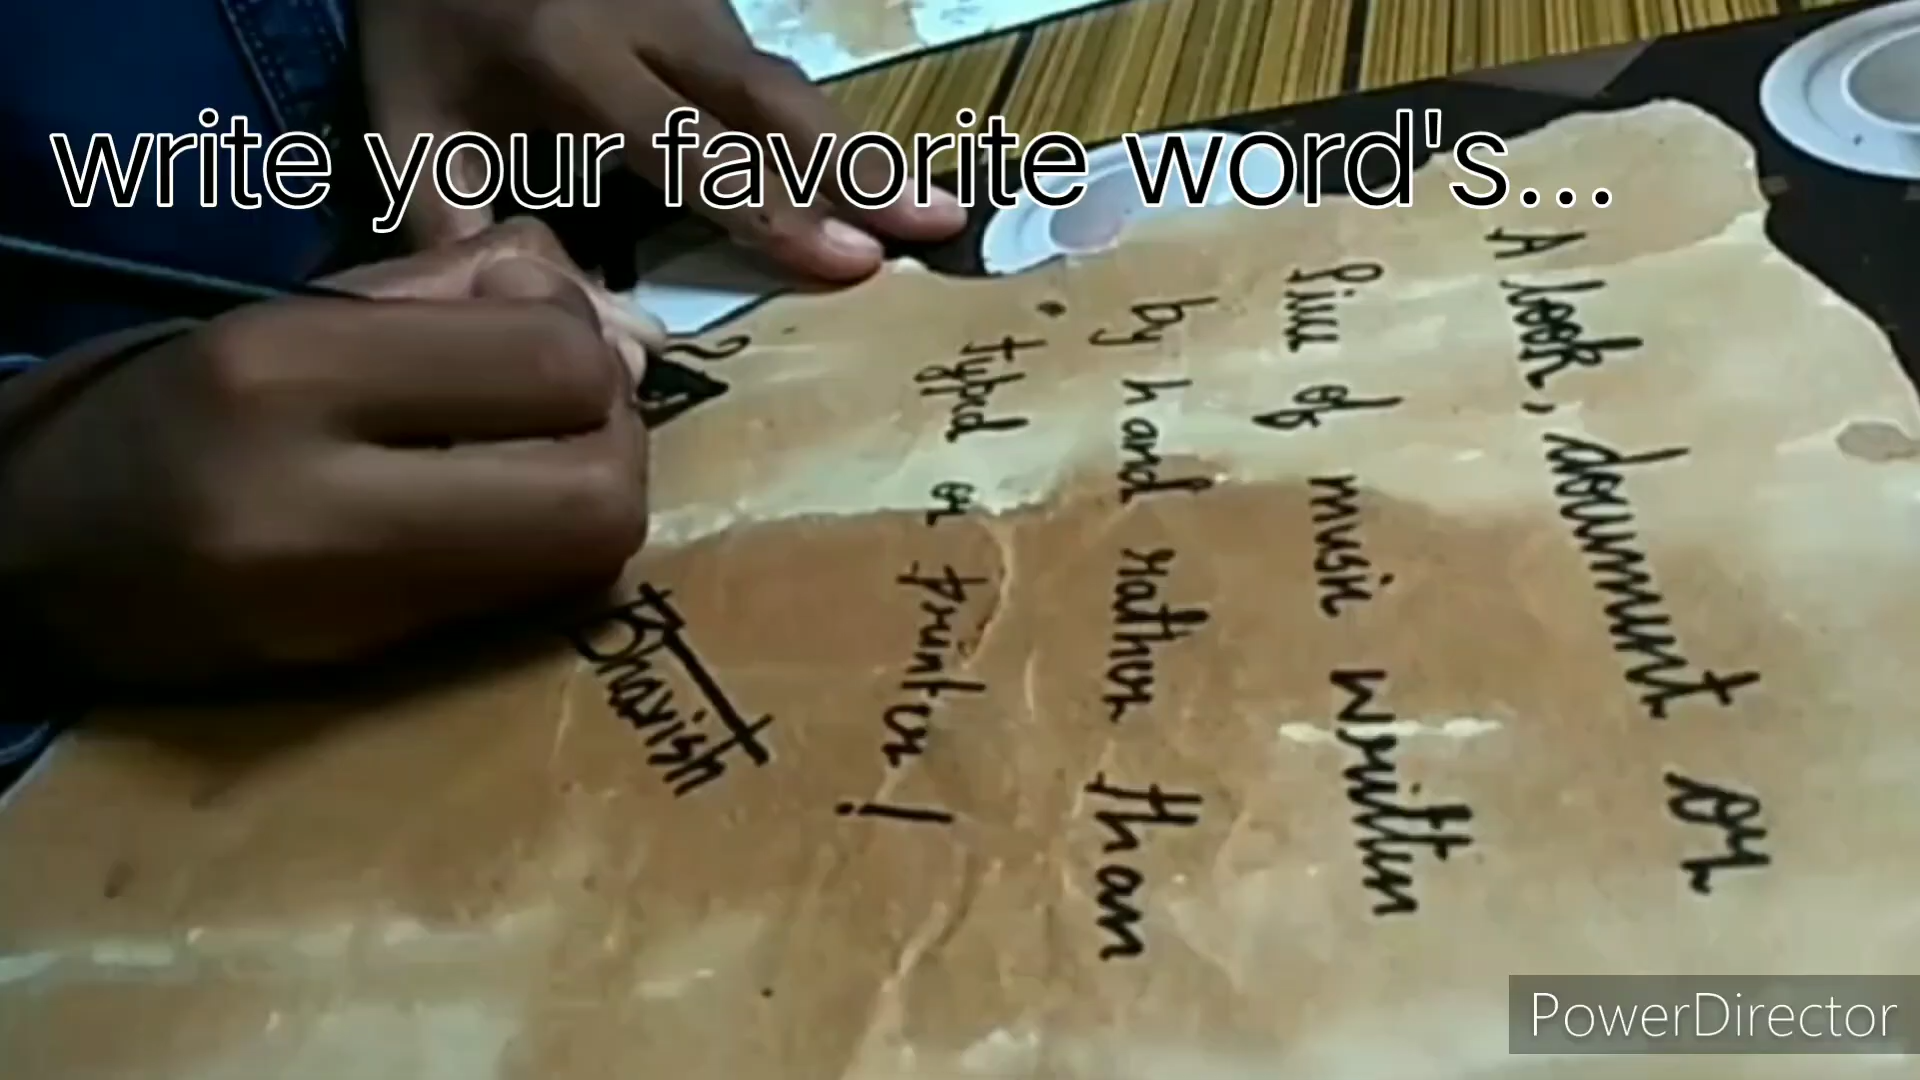 write your favorite word's...
A book, document or
Piece of music written
by hand rather than
typed or printer !
Bhavish
PowerDirector